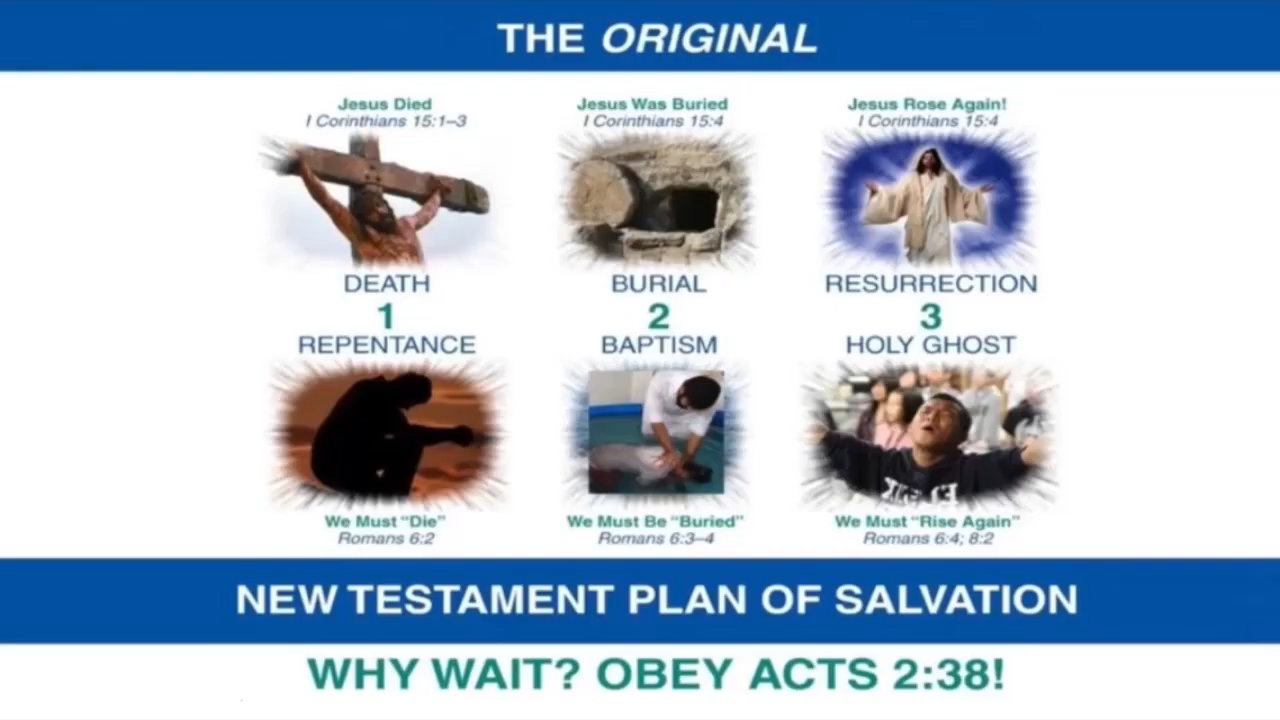 THE ORIGINAL
Jesus Died
I Corinthians 15:1–3
Jesus Was Buried
I Corinthians 15:4
Jesus Rose Again!
I Corinthians 15:4
DEATH
1
REPENTANCE
BURIAL
2
BAPTISM
RESURRECTION
3
HOLY GHOST
We Must “Die”
Romans 6:2
We Must Be “Buried”
Romans 6:3–4
We Must “Rise Again”
Romans 6:4; 8:2
NEW TESTAMENT PLAN OF SALVATION
WHY WAIT? OBEY ACTS 2:38!